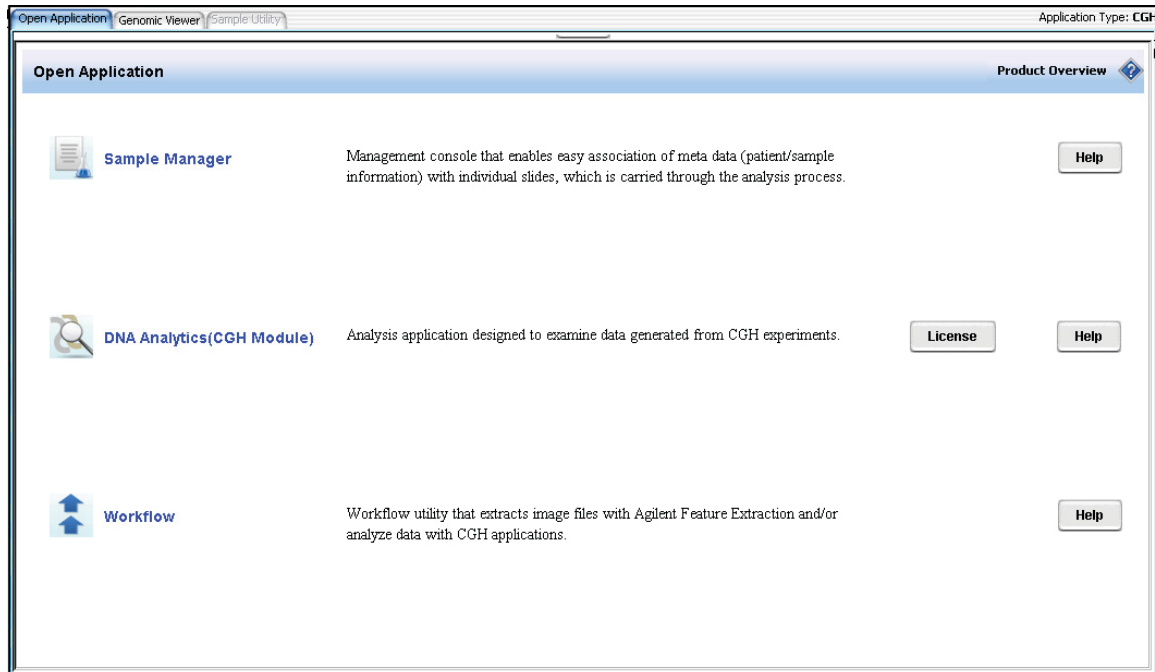 Open Application Genomic Viewer Sample Utility Application Type: CGH
Open Application Product Overview ?
Sample Manager
Management console that enables easy association of meta data (patient/sample
information) with individual slides, which is carried through the analysis process.
Help
DNA Analytics(CGH Module)
Analysis application designed to examine data generated from CGH experiments.
License Help
Workflow
Workflow utility that extracts image files with Agilent Feature Extraction and/or
analyze data with CGH applications.
Help